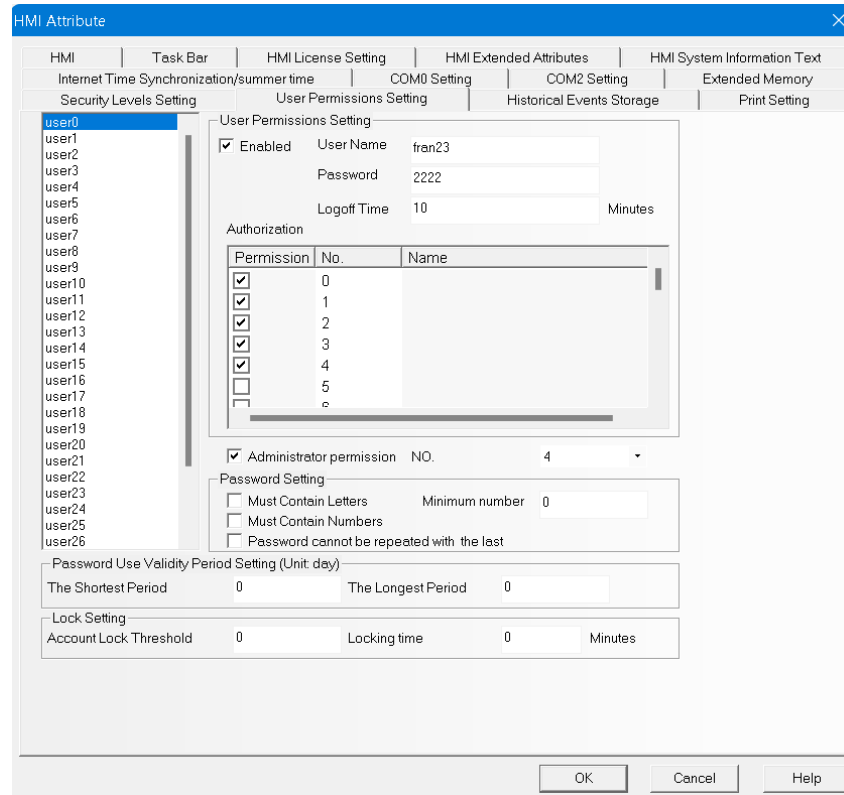 HMI Attribute
HMI Task Bar HMI License Setting HMI Extended Attributes HMI System Information Text
Internet Time Synchronization/summer time COM0 Setting COM2 Setting Extended Memory
Security Levels Setting User Permissions Setting Historical Events Storage Print Setting
user0
user1
user2
user3
user4
user5
user6
user7
user8
user9
user10
user11
user12
user13
user14
user15
user16
user17
user18
user19
user20
user21
user22
user23
user24
user25
user26
User Permissions Setting
Enabled User Name fran23
Password 2222
Logoff Time 10 Minutes
Authorization
Permission No. Name
0
1
2
3
4
5
6
Administrator permission NO. 4
Password Setting
Must Contain Letters Minimum number 0
Must Contain Numbers
Password cannot be repeated with the last
Password Use Validity Period Setting (Unit: day)
The Shortest Period 0 The Longest Period 0
Lock Setting
Account Lock Threshold 0 Locking time 0 Minutes
OK Cancel Help